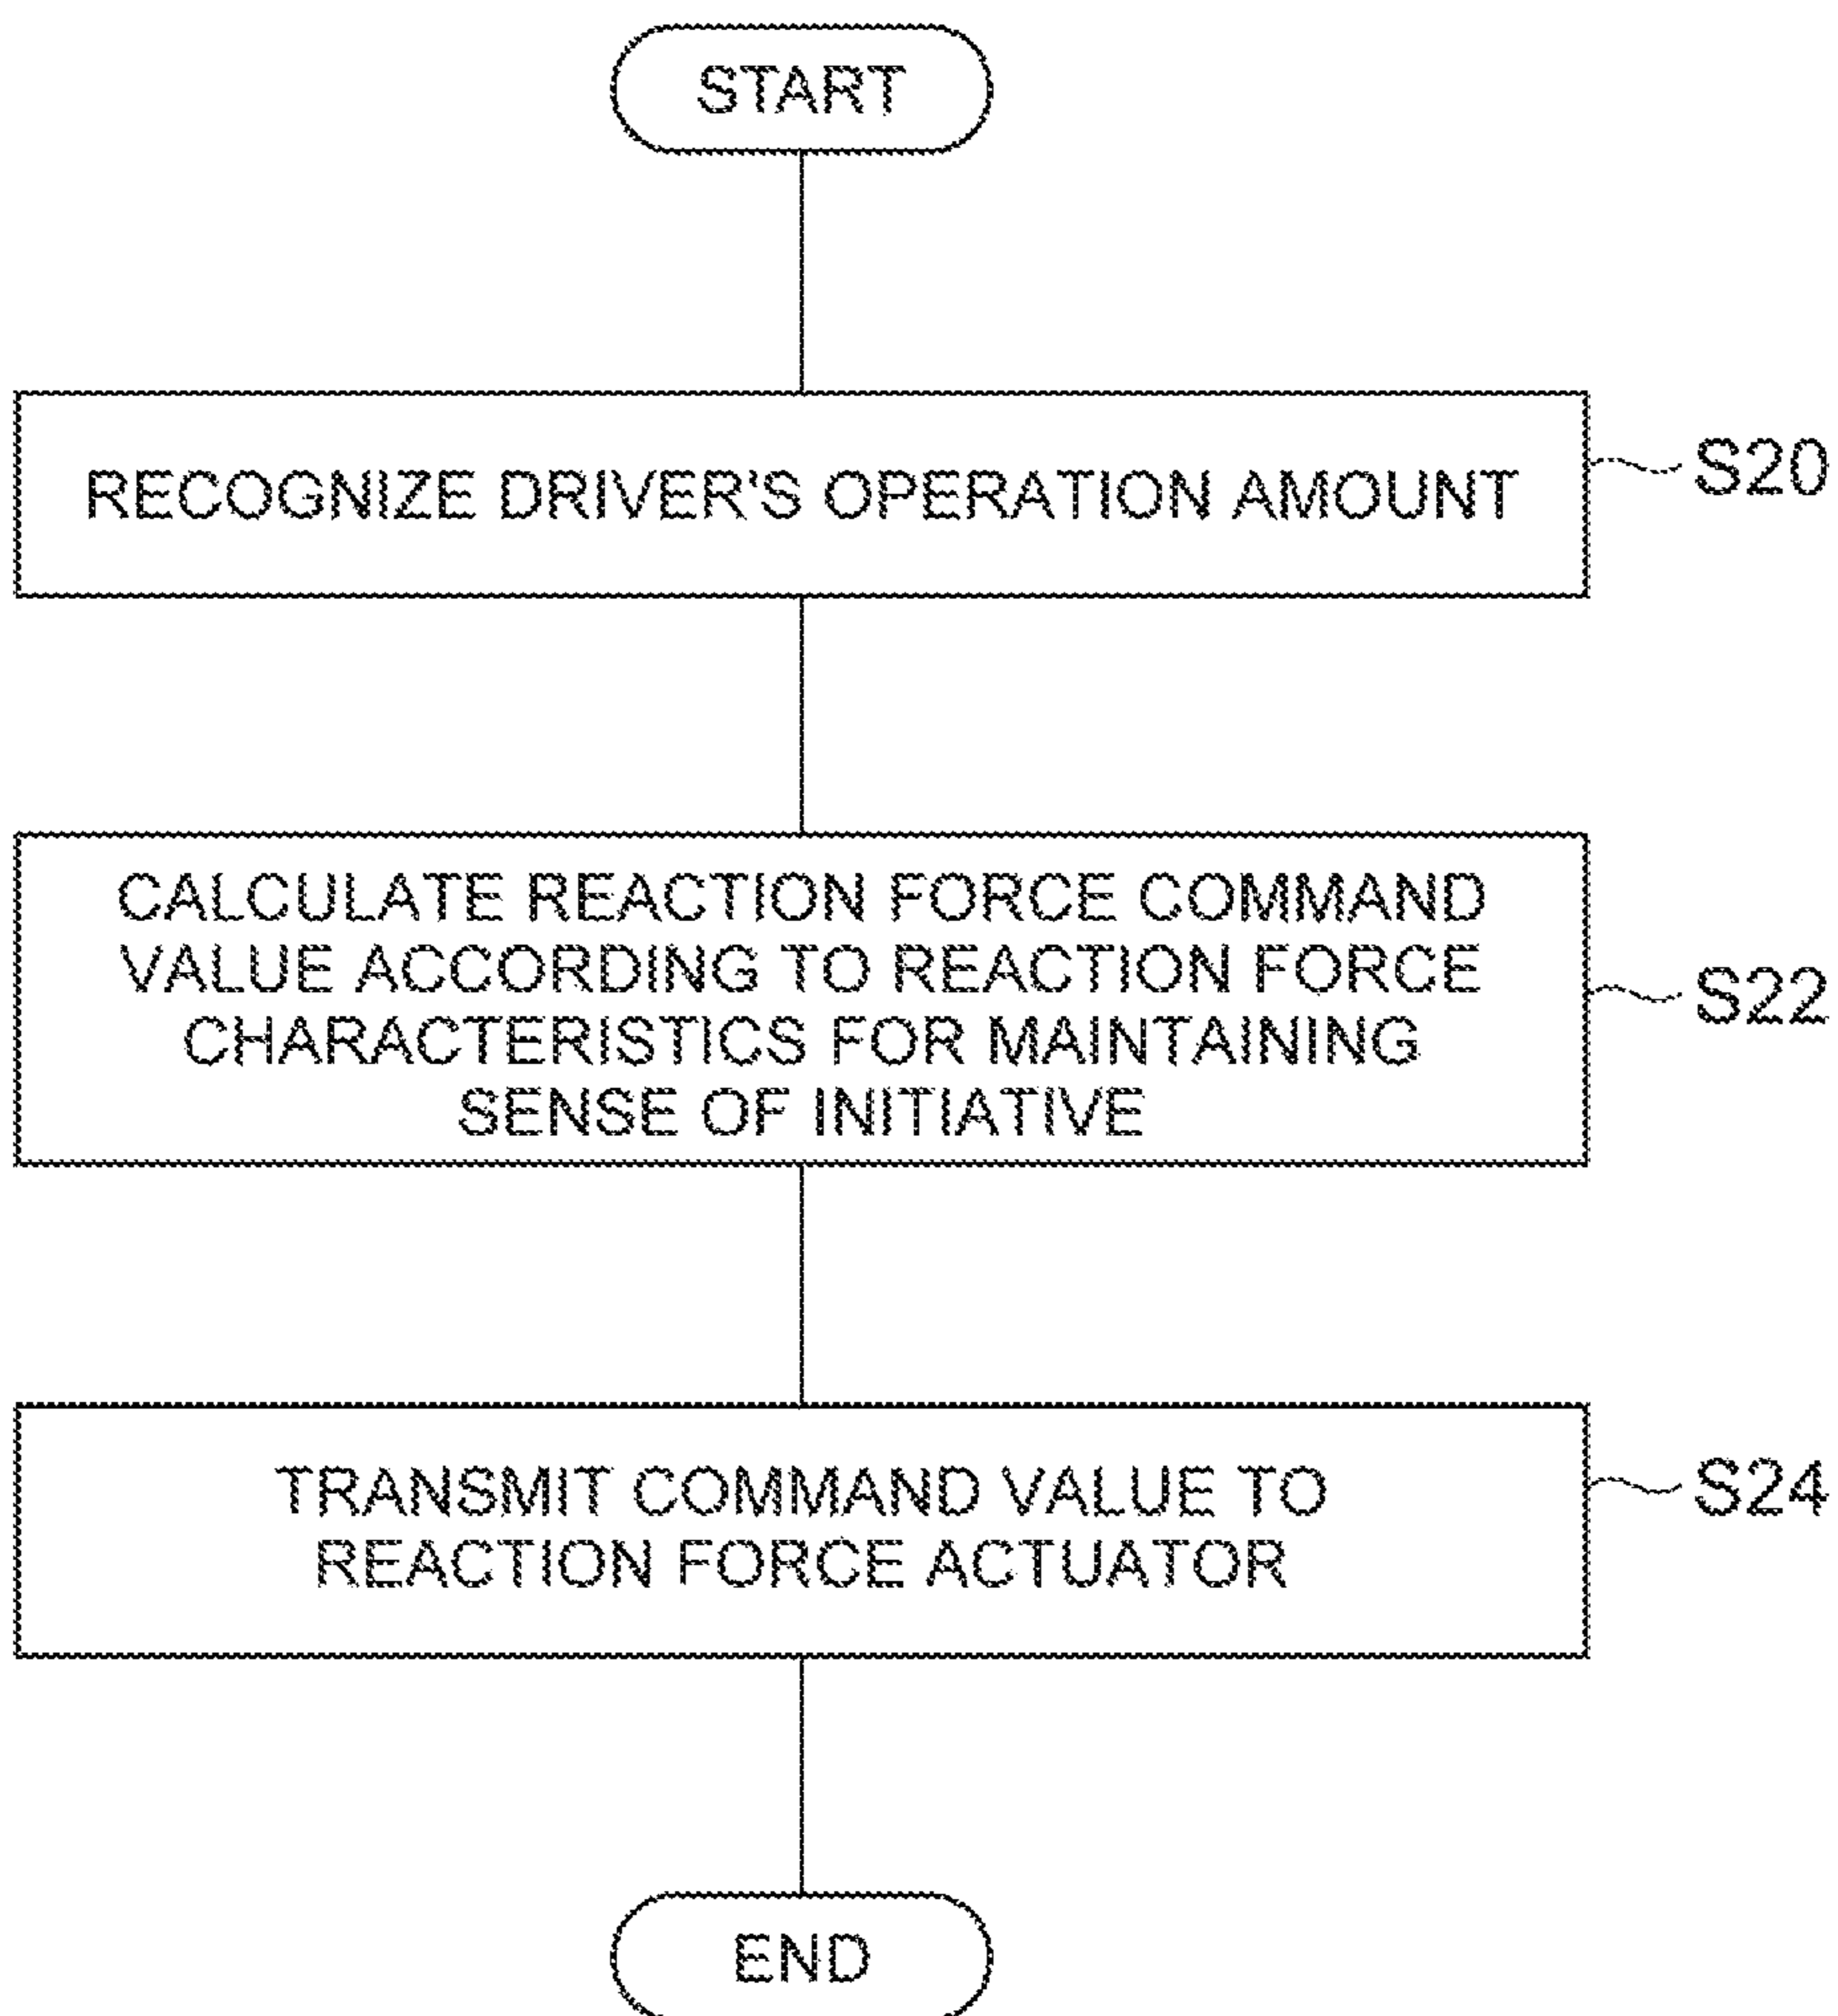 START
RECOGNIZE DRIVER'S OPERATION AMOUNT
S20
CALCULATE REACTION FORCE COMMAND
VALUE ACCORDING TO REACTION FORCE
CHARACTERISTICS FOR MAINTAINING
SENSE OF INITIATIVE
S22
TRANSMIT COMMAND VALUE TO
REACTION FORCE ACTUATOR
S24
END